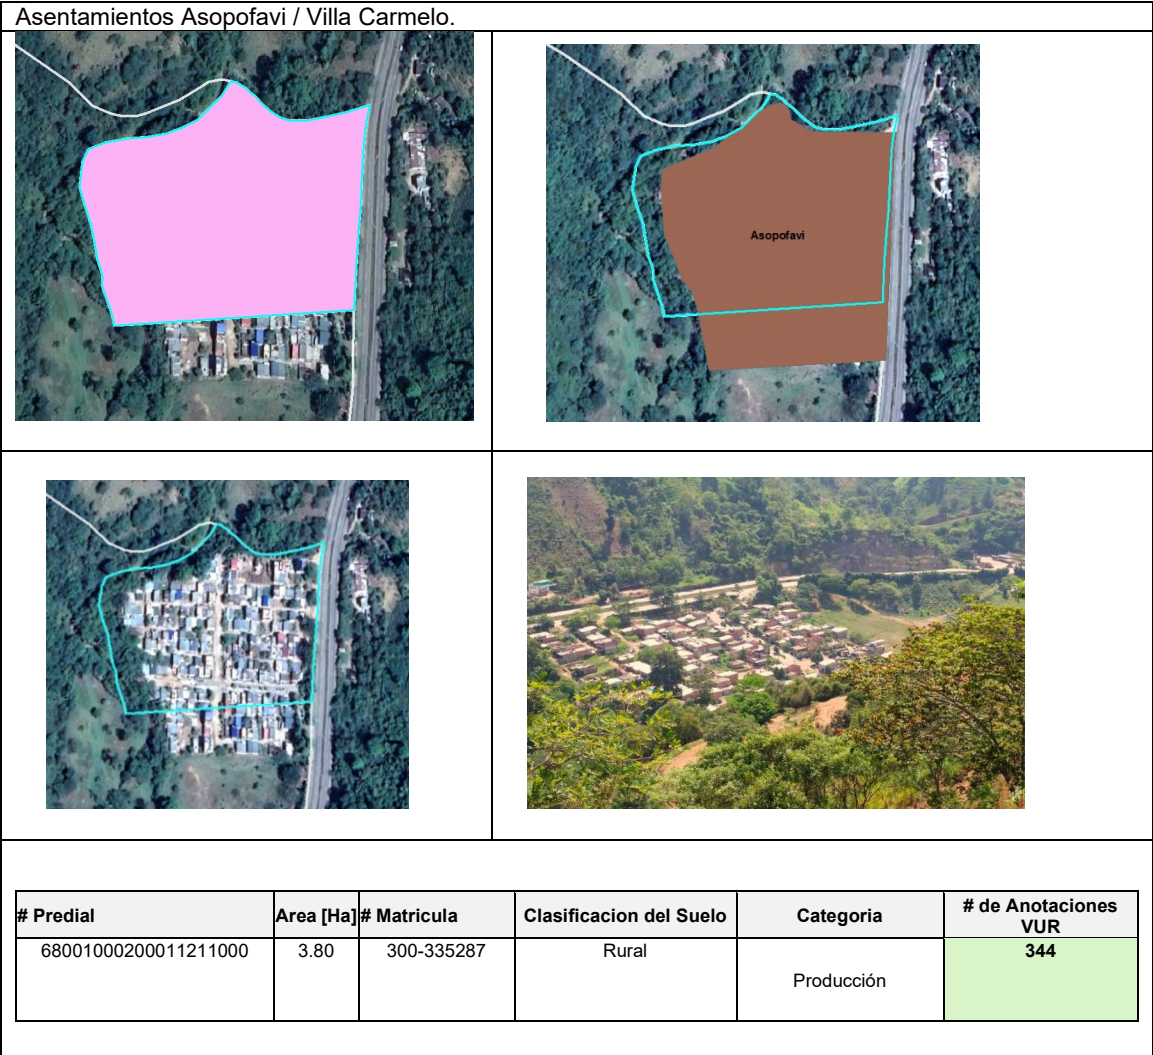 Asentamientos Asopofavi / Villa Carmelo.
Asopofavi
# Predial
Area [Ha]
# Matricula
Clasificacion del Suelo
Categoria
# de Anotaciones
VUR
68001000200011211000
3.80
300-335287
Rural
Producción
344